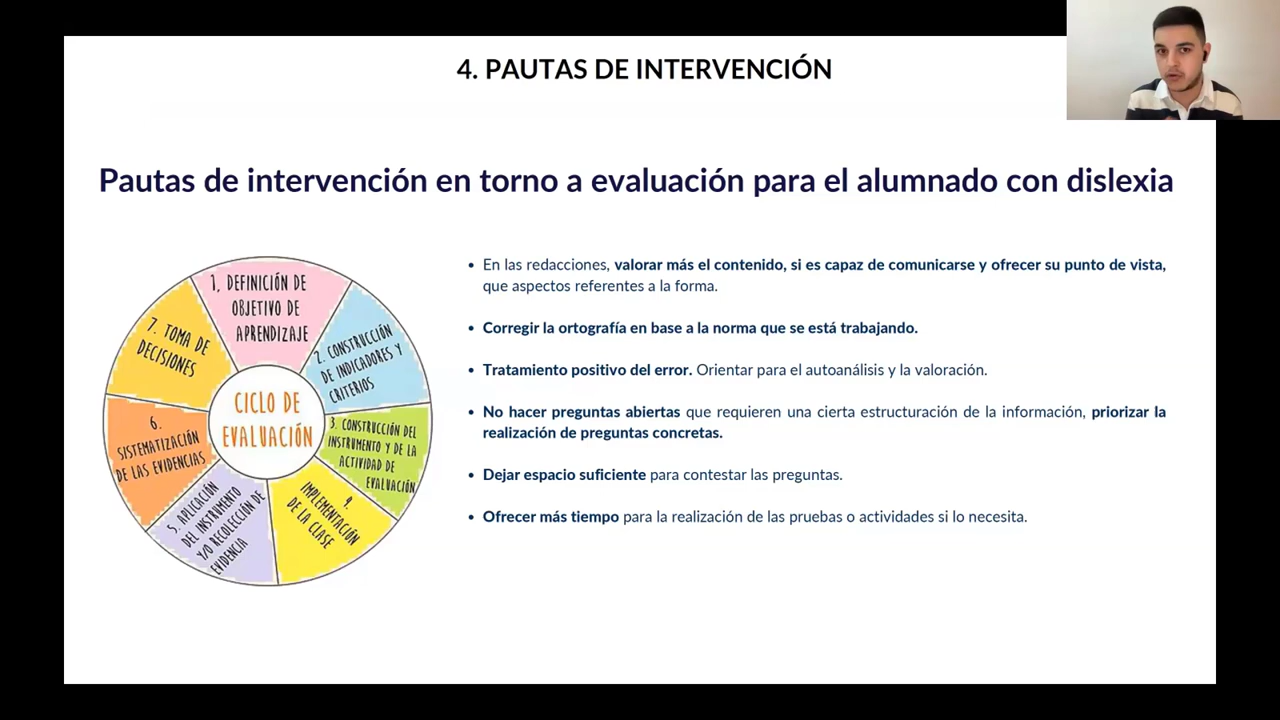 4. PAUTAS DE INTERVENCIÓN
Pautas de intervención en torno a evaluación para el alumnado con dislexia
1. DEFINICIÓN DE
OBJETIVO DE
APRENDIZAJE
2. CONSTRUCCIÓN
DE INDICADORES Y
CRITERIOS
3. CONSTRUCCIÓN DEL
INSTRUMENTO Y DE LA
ACTIVIDAD DE
EVALUACIÓN
4.
IMPLEMENTACIÓN
DE LA CLASE
5. APLICACIÓN
DEL INSTRUMENTO
Y/O RECOLECCIÓN DE
EVIDENCIA
6.
SISTEMATIZACIÓN
DE LAS EVIDENCIAS
7. TOMA DE
DECISIONES
CICLO DE
EVALUACIÓN
• En las redacciones, valorar más el contenido, si es capaz de comunicarse y ofrecer su punto de vista,
que aspectos referentes a la forma.
• Corregir la ortografía en base a la norma que se está trabajando.
• Tratamiento positivo del error. Orientar para el autoanálisis y la valoración.
• No hacer preguntas abiertas que requieren una cierta estructuración de la información, priorizar la
realización de preguntas concretas.
• Dejar espacio suficiente para contestar las preguntas.
• Ofrecer más tiempo para la realización de las pruebas o actividades si lo necesita.